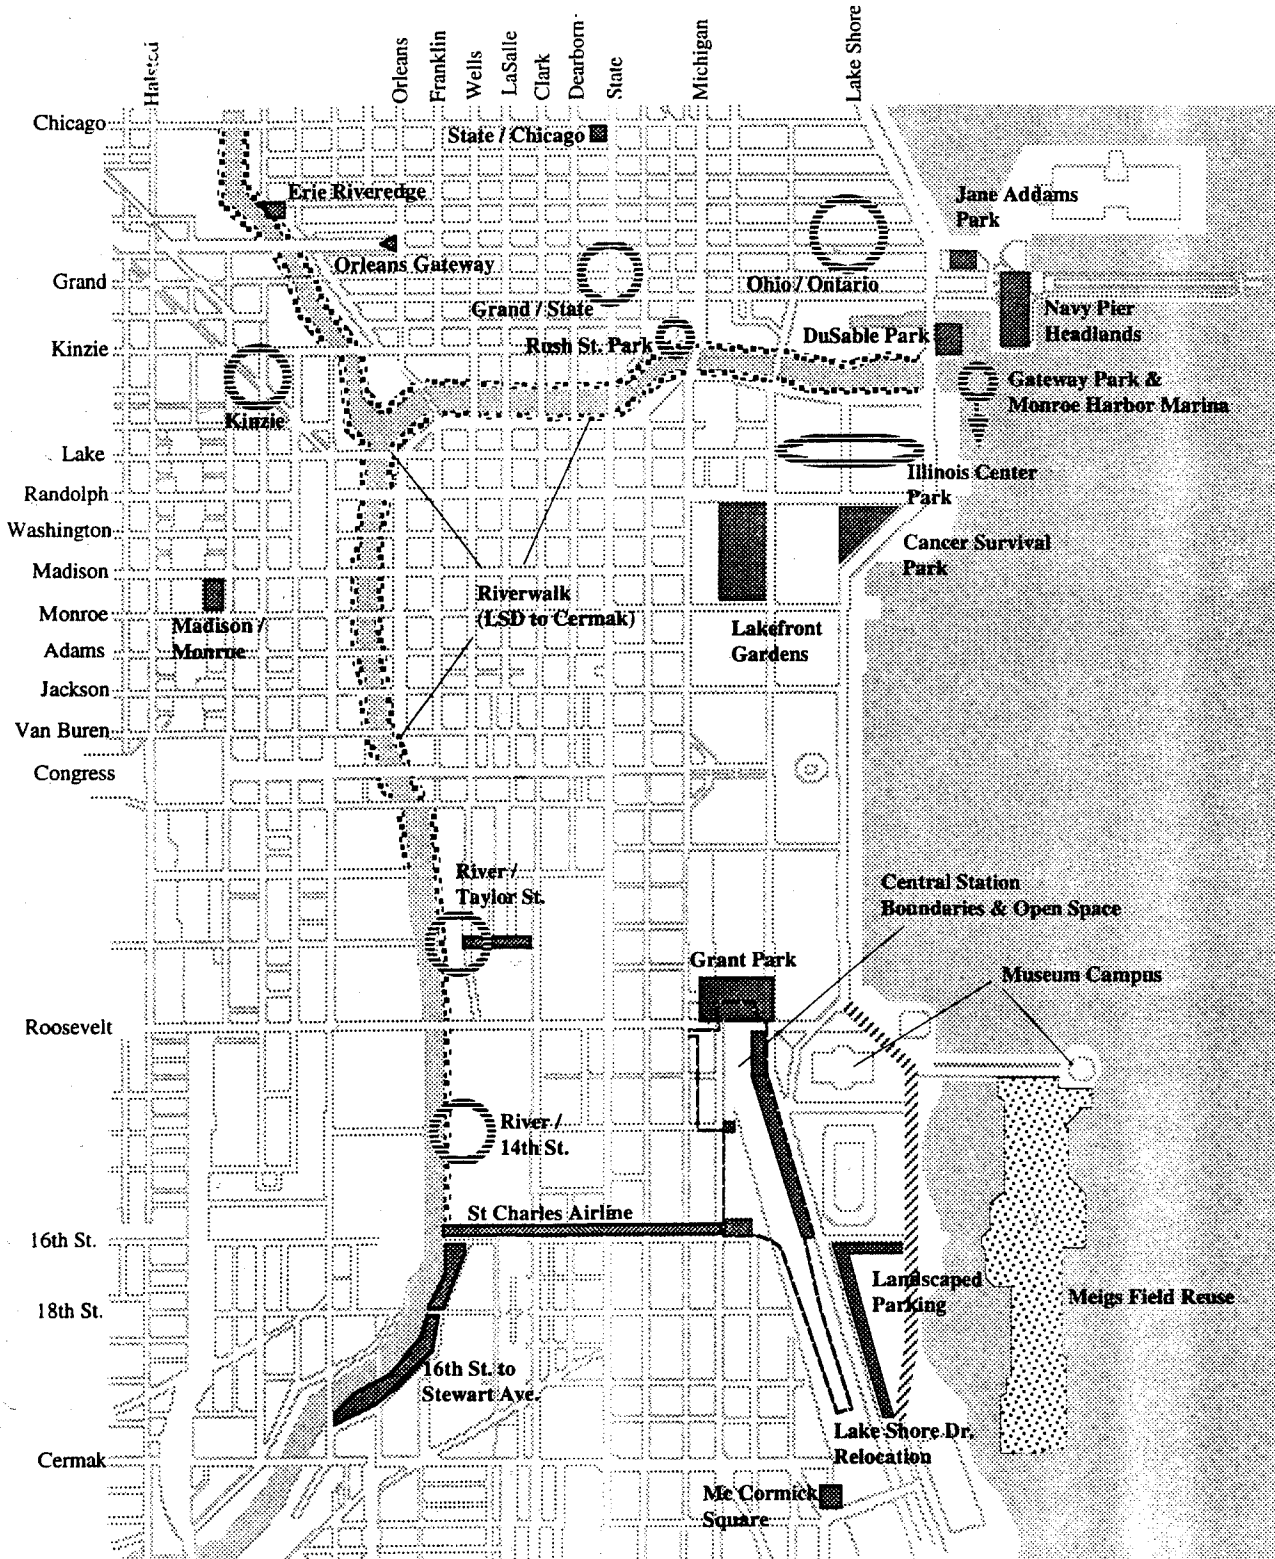 Halsted
Orleans
Franklin
Wells
LaSalle
Clark
Dearborn
State
Michigan
Lake Shore
Chicago
State / Chicago
Erie Riveredge
Jane Addams
Park
Orleans Gateway
Grand
Ohio / Ontario
Grand / State
Navy Pier
Headlands
DuSable Park
Rush St. Park
Kinzie
Gateway Park &
Monroe Harbor Marina
Kinzie
Lake
Illinois Center
Park
Randolph
Washington
Cancer Survival
Park
Madison
Riverwalk
(LSD to Cermak)
Monroe
Madison /
Monroe
Lakefront
Gardens
Adams
Jackson
Van Buren
Congress
River /
Taylor St.
Central Station
Boundaries & Open Space
Grant Park
Museum Campus
Roosevelt
River /
14th St.
St Charles Airline
16th St.
Landscaped
Parking
Meigs Field Reuse
18th St.
16th St. to
Stewart Ave.
Lake Shore Dr.
Relocation
Cermak
Mc Cormick
Square